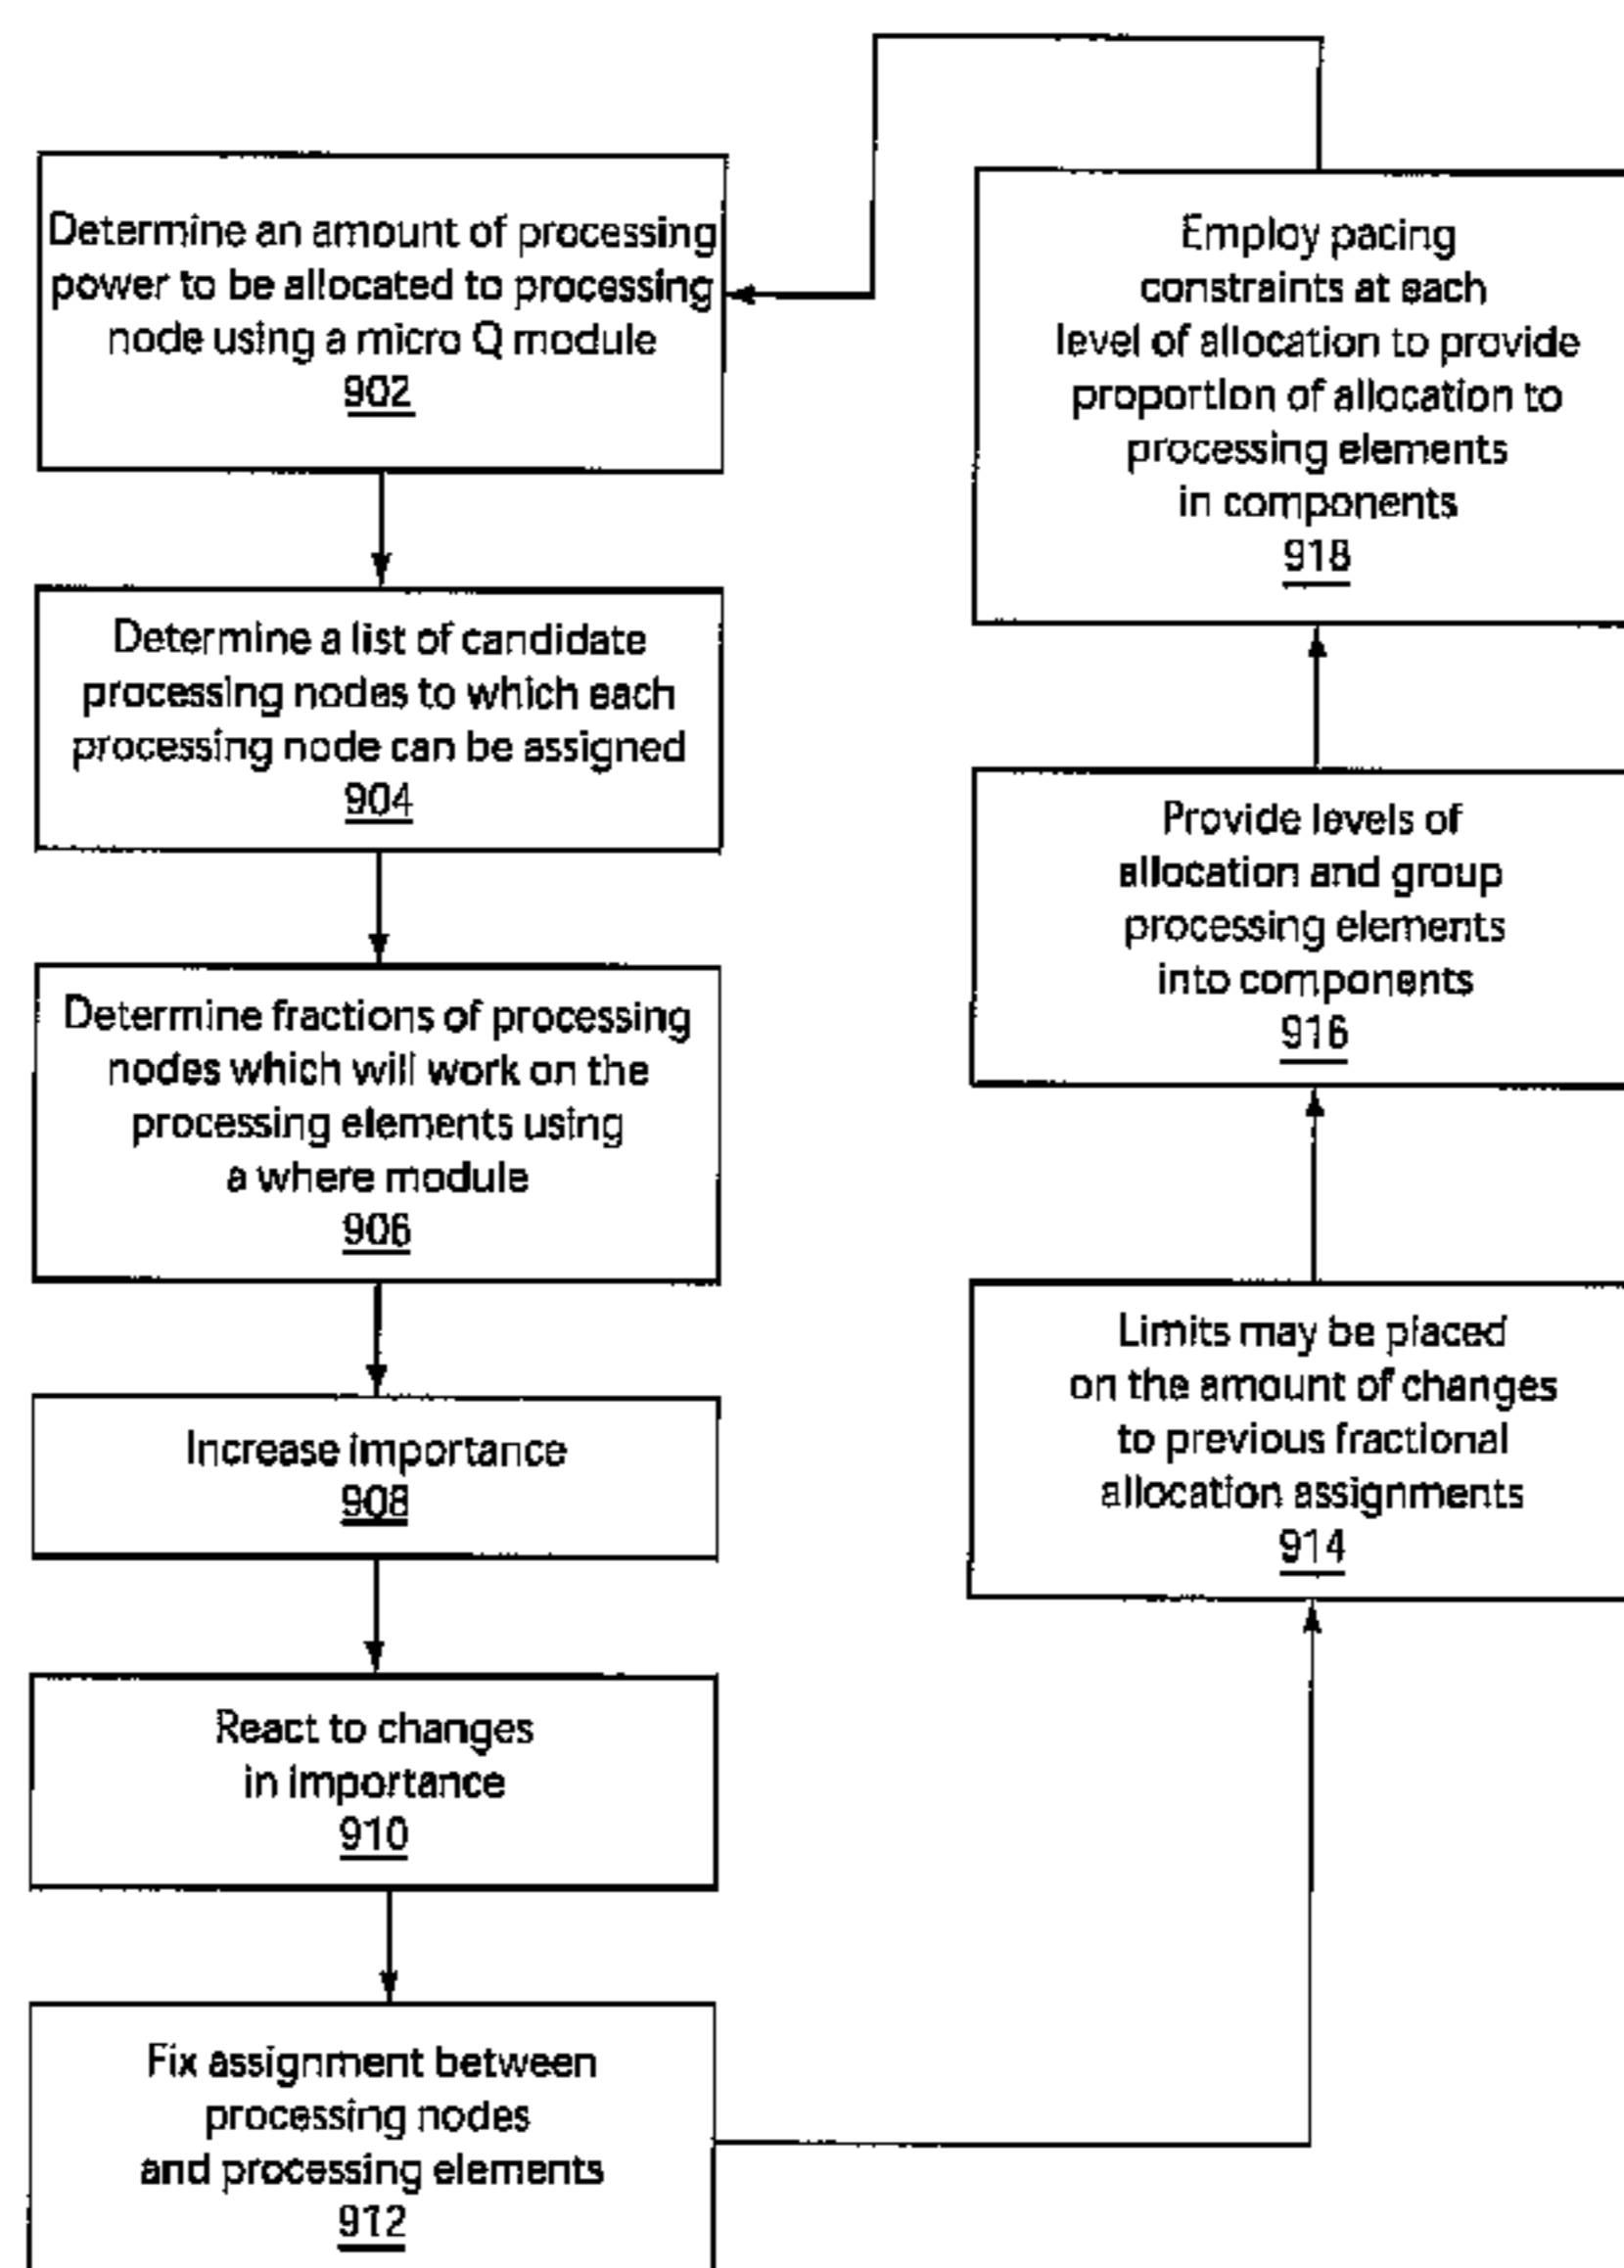 Determine an amount of processing
power to be allocated to processing
node using a micro Q module
902
Determine a list of candidate
processing nodes to which each
processing node can be assigned
904
Determine fractions of processing
nodes which will work on the
processing elements using
a where module
906
Increase importance
908
React to changes
in importance
910
Fix assignment between
processing nodes
and processing elements
912
Limits may be placed
on the amount of changes
to previous fractional
allocation assignments
914
Provide levels of
allocation and group
processing elements
into components
916
Employ pacing
constraints at each
level of allocation to provide
proportion of allocation to
processing elements
in components
918